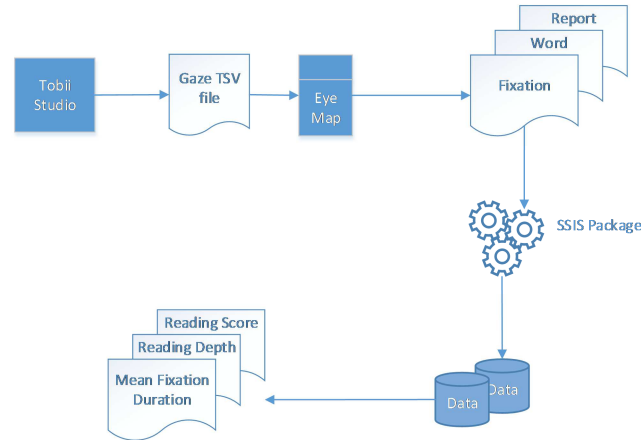 Tobii
Studio
Gaze TSV
file
Eye
Map
Report
Word
Fixation
SSIS Package
Data
Data
Reading Score
Reading Depth
Mean Fixation
Duration